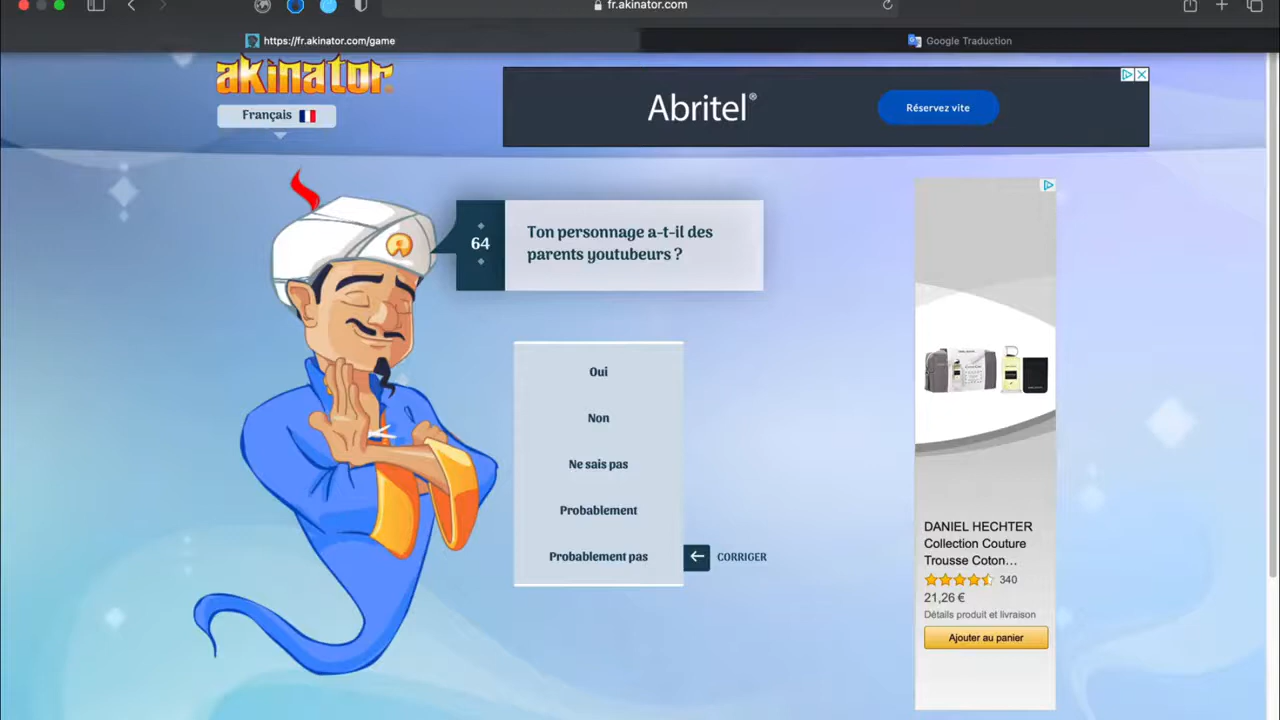 fr.akinator.com
https://fr.akinator.com/game
Google Traduction
akinator
Français
Abritel®
Réservez vite
64
Ton personnage a-t-il des
parents youtubeurs ?
Oui
Non
Ne sais pas
Probablement
Probablement pas
CORRIGER
DANIEL HECHTER
Collection Couture
Trousse Coton…
340
21,26 €
Détails produit et livraison
Ajouter au panier